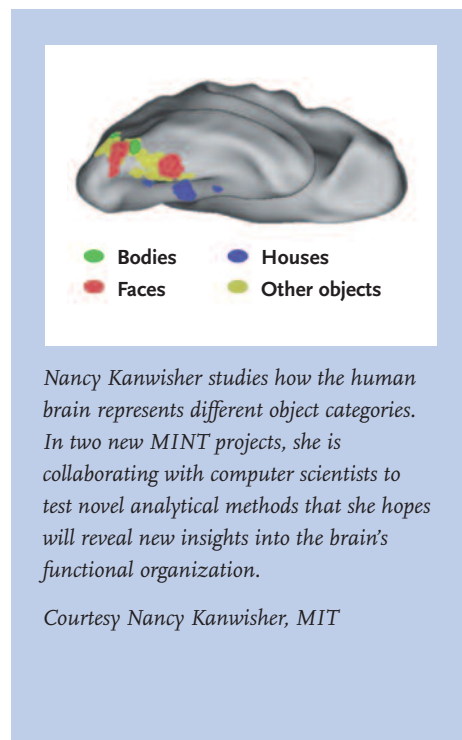 Bodies Houses
Faces Other objects
Nancy Kanwisher studies how the human
brain represents different object categories.
In two new MINT projects, she is
collaborating with computer scientists to
test novel analytical methods that she hopes
will reveal new insights into the brain’s
functional organization.
Courtesy Nancy Kanwisher, MIT